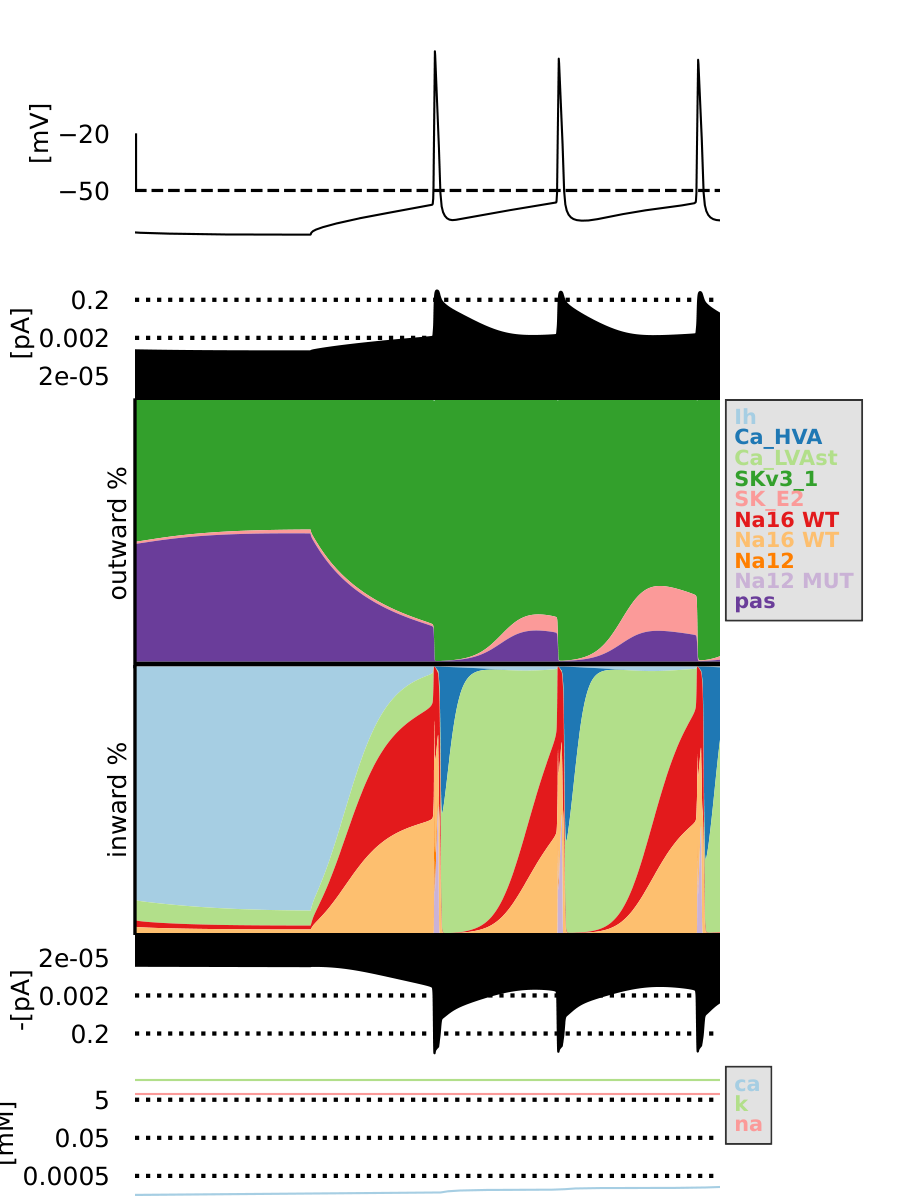 [mV]
−20
−50
[pA]
0.2
0.002
2e-05
outward %
Ih
Ca_HVA
Ca_LVAst
SKv3_1
SK_E2
Na16 WT
Na16 WT
Na12
Na12 MUT
pas
inward %
-[pA]
2e-05
0.002
0.2
[mM]
5
0.05
0.0005
ca
k
na